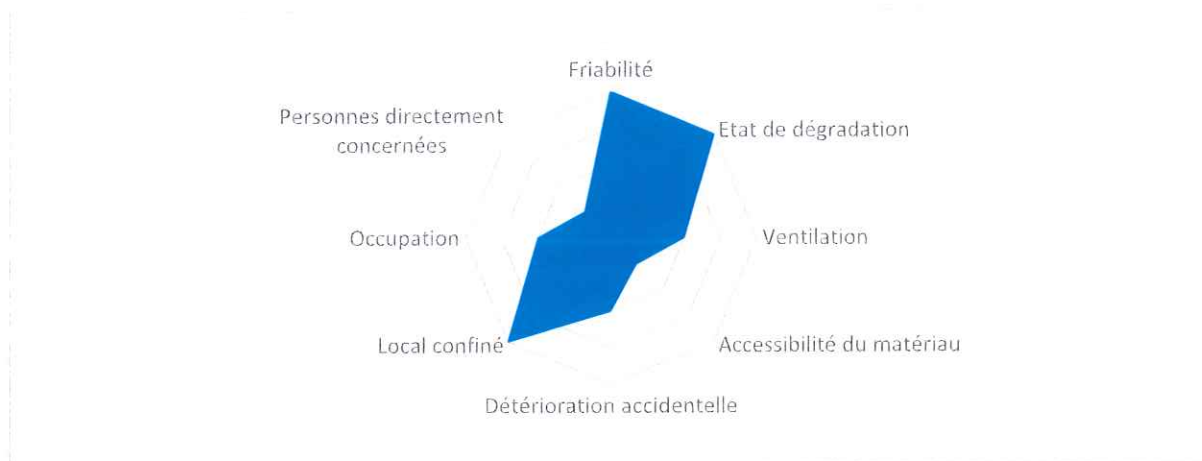 Friabilité
Personnes directement
concernées
Etat de dégradation
Occupation
Ventilation
Local confiné
Accessibilité du matériau
Détérioration accidentelle